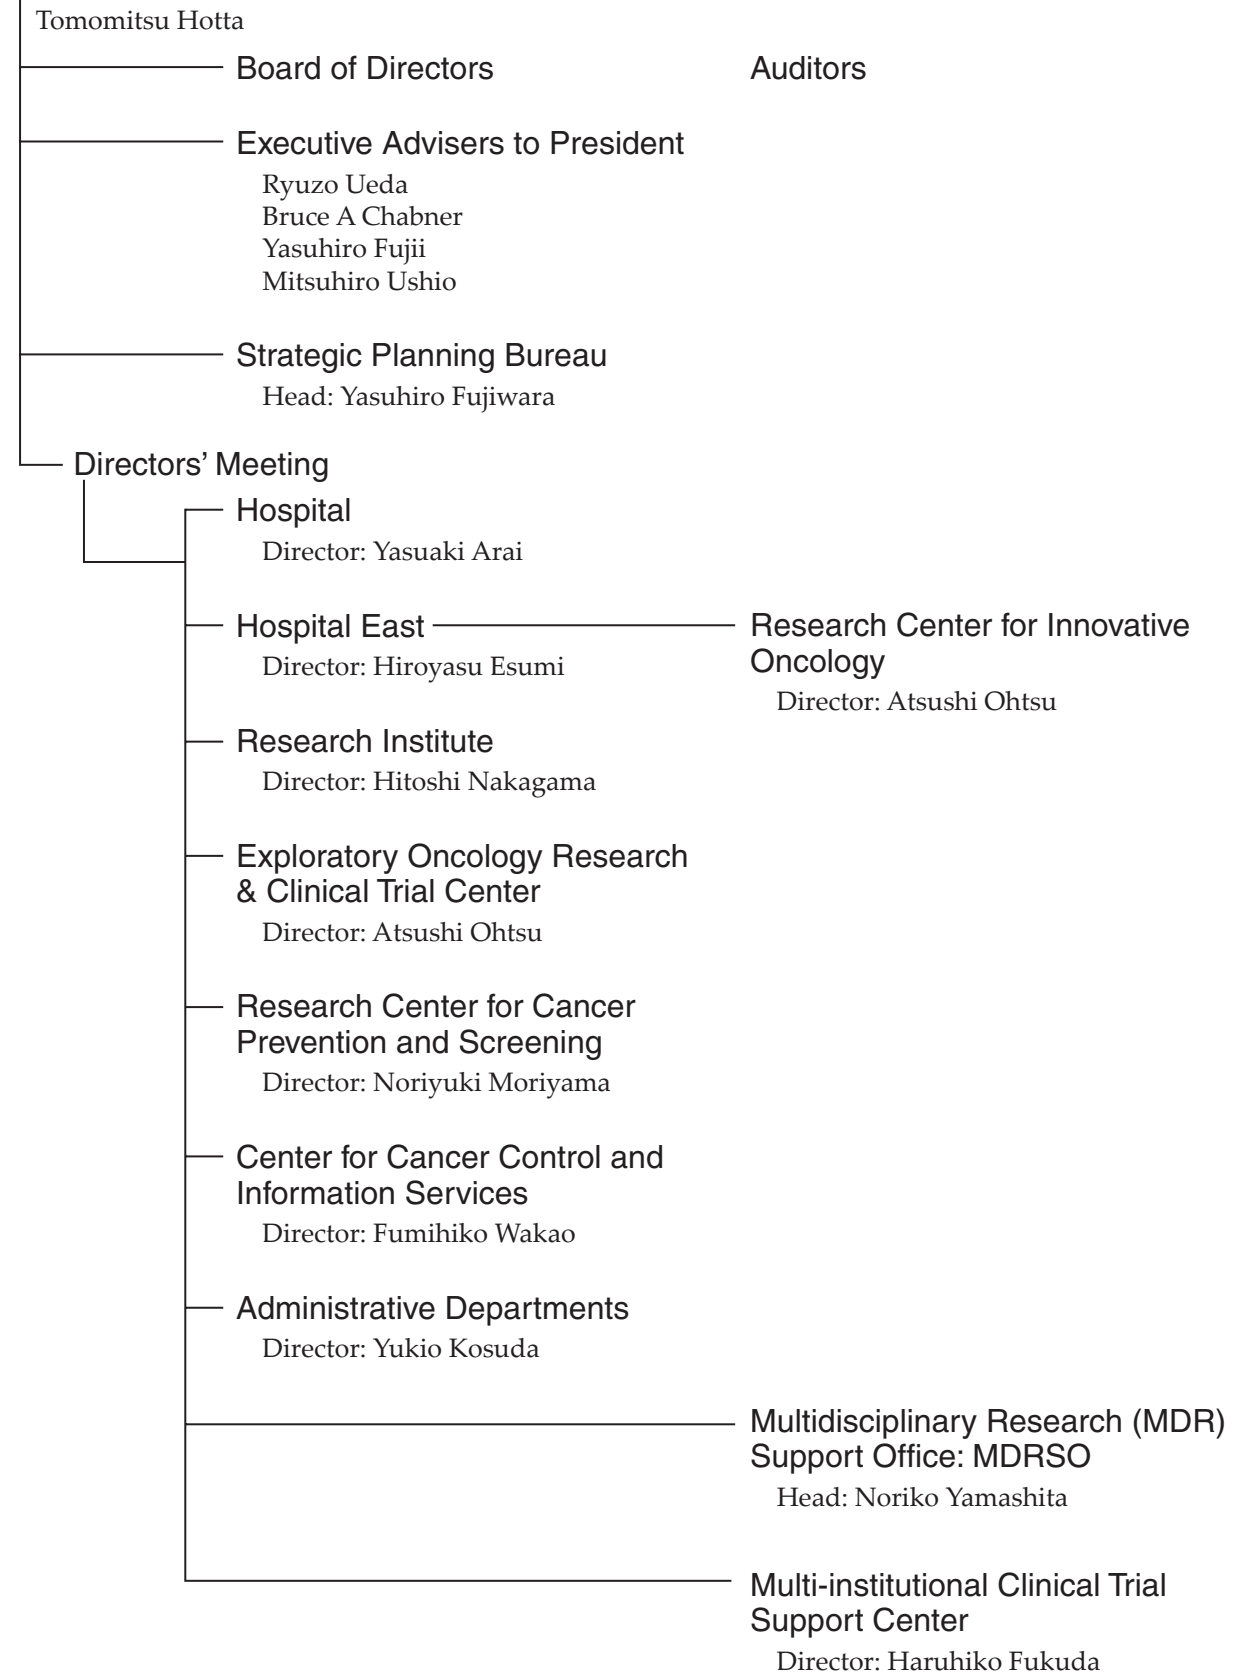 Tomomitsu Hotta
Board of Directors
Auditors
Executive Advisers to President
Ryuzo Ueda
Bruce A Chabner
Yasuhiro Fujii
Mitsuhiro Ushio
Strategic Planning Bureau
Head: Yasuhiro Fujiwara
Directors' Meeting
Hospital
Director: Yasuaki Arai
Hospital East
Director: Hiroyasu Esumi
Research Center for Innovative
Oncology
Director: Atsushi Ohtsu
Research Institute
Director: Hitoshi Nakagama
Exploratory Oncology Research
& Clinical Trial Center
Director: Atsushi Ohtsu
Research Center for Cancer
Prevention and Screening
Director: Noriyuki Moriyama
Center for Cancer Control and
Information Services
Director: Fumihiko Wakao
Administrative Departments
Director: Yukio Kosuda
Multidisciplinary Research (MDR)
Support Office: MDRSO
Head: Noriko Yamashita
Multi-institutional Clinical Trial
Support Center
Director: Haruhiko Fukuda